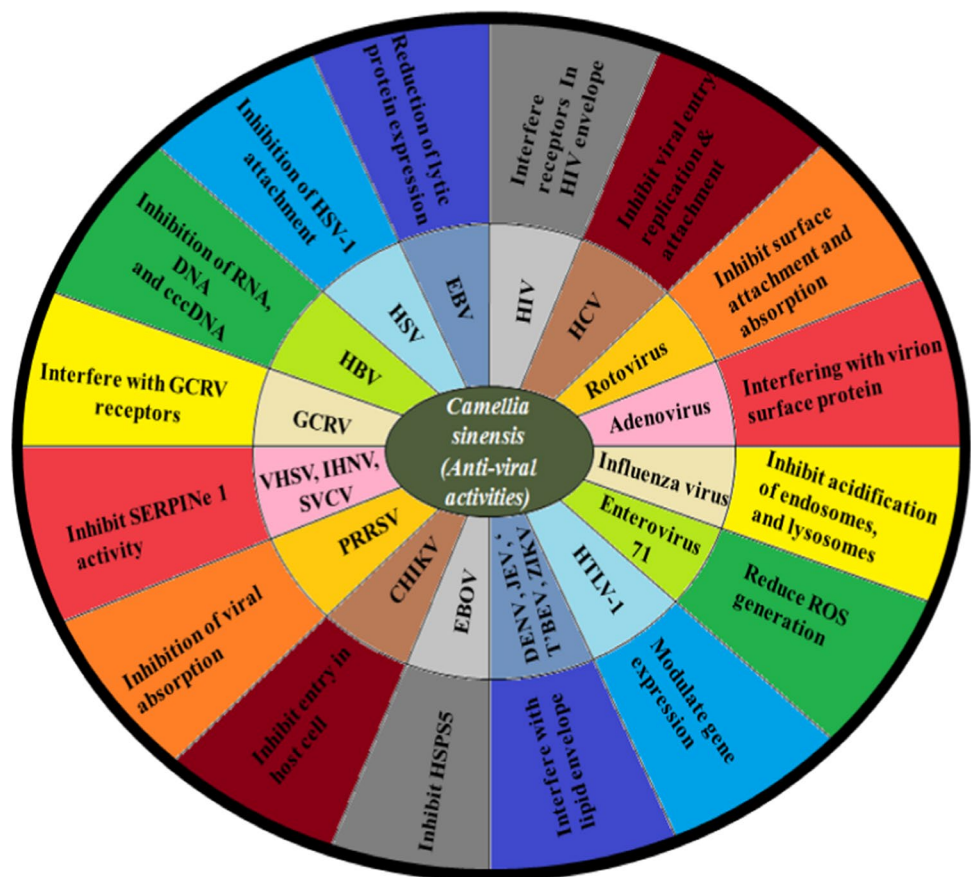 Camellia
sinensis
(Anti-viral
activities)
HIV
Interfere
receptors In
HIV envelope
HCV
Inhibit viral entry
replication &
attachment
Rotovirus
Inhibit surface
attachment and
absorption
Adenovirus
Interfering with virion
surface protein
Influenza virus
Inhibit acidification
of endosomes,
and lysosomes
Enterovirus
71
Reduce ROS
generation
HTLV-1
Modulate gene
expression
DENV, JEV, ,
TBEV, ZIKV
Interfere with
lipid envelope
EBOV
Inhibit HSPS5
CHIKV
Inhibit entry in
host cell
PRRSV
Inhibition of viral
absorption
VHSV, IHNV,
SVCV
Inhibit SERPINe 1
activity
GCRV
Interfere with GCRV
receptors
HBV
Inhibition of RNA,
DNA
and cccDNA
HSV
Inhibition of HSV-1
attachment
EBV
Reduction of lytic
protein expression